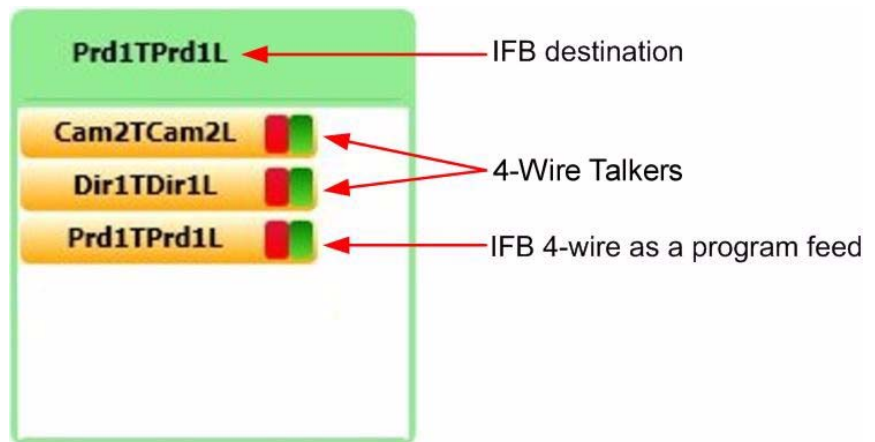 Prd1TPrd1L
IFB destination
Cam2TCam2L
Dir1TDir1L
4-Wire Talkers
Prd1TPrd1L
IFB 4-wire as a program feed